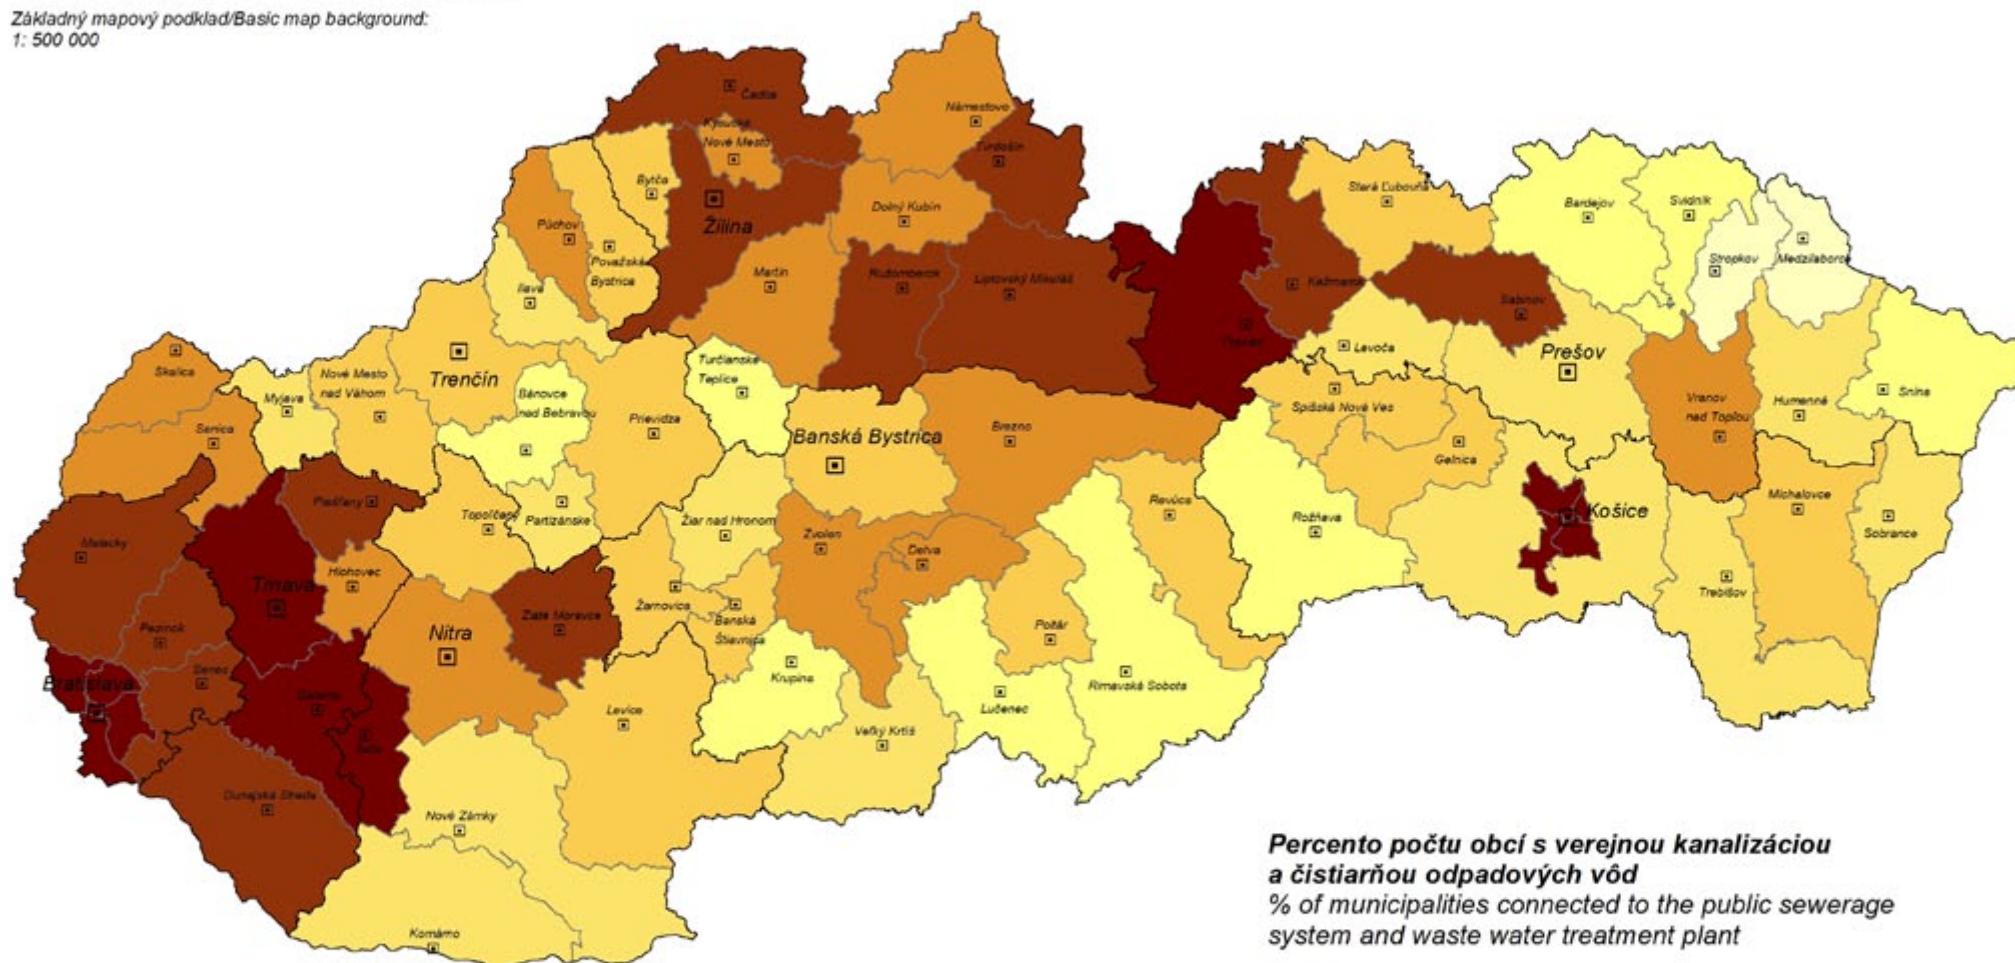 Základný mapový podklad/Basic map background:
1: 500 000
Čadca
Námestovo
Kysucké
Nové Mesto
Tvrdošín
Bytča
Stará Ľubovňa
Žilina
Dolný Kubín
Bardejov
Svidník
Púchov
Považská
Bystrica
Stropkov
Medzilaborce
Martin
Ružomberok
Liptovský Mikuláš
Kežmarok
Ilava
Sabinov
Poprad
Levoča
Prešov
Turčianske
Teplice
Skalica
Nové Mesto
nad Váhom
Trenčín
Myjava
Bánovce
nad Bebravou
Prievidza
Snina
Vranov
nad Topľou
Humenné
Spišská Nová Ves
Senica
Banská Bystrica
Brezno
Gelnica
Piešťany
Revúca
Michalovce
Topoľčany
Partizánske
Žiar nad Hronom
Košice
Rožňava
Zvolen
Detva
Sobrance
Malacky
Hlohovec
Trnava
Trebišov
Žarnovica
Banská
Štiavnica
Zlaté Moravce
Nitra
Poltár
Pezinok
Senec
Krupina
Rimavská Sobota
Bratislava
Galanta
Lučenec
Levice
Veľký Krtíš
Šaľa
Dunajská Streda
Nové Zámky
Komárno
Percento počtu obcí s verejnou kanalizáciou
a čistiarňou odpadových vôd
% of municipalities connected to the public sewerage
system and waste water treatment plant